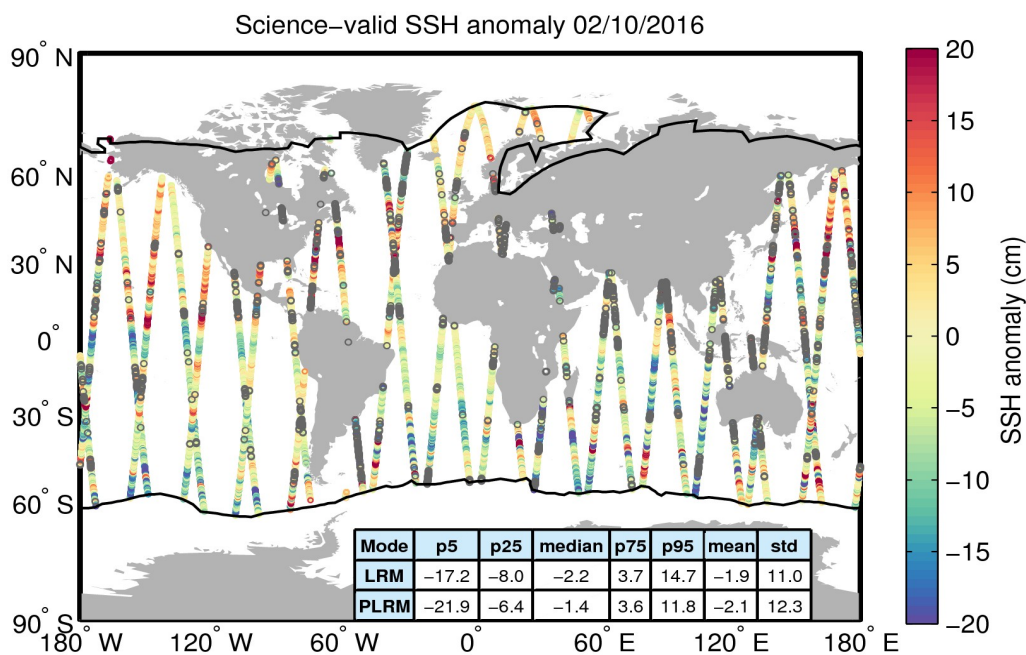 Science−valid SSH anomaly 02/10/2016
90° N
60° N
30° N
0°
30° S
60° S
90° S
180° W
120° W
60° W
0°
60° E
120° E
180° E
Mode p5 p25 median p75 p95 mean std
LRM −17.2 −8.0 −2.2 3.7 14.7 −1.9 11.0
PLRM −21.9 −6.4 −1.4 3.6 11.8 −2.1 12.3
20
15
10
5
0
−5
−10
−15
−20
SSH anomaly (cm)